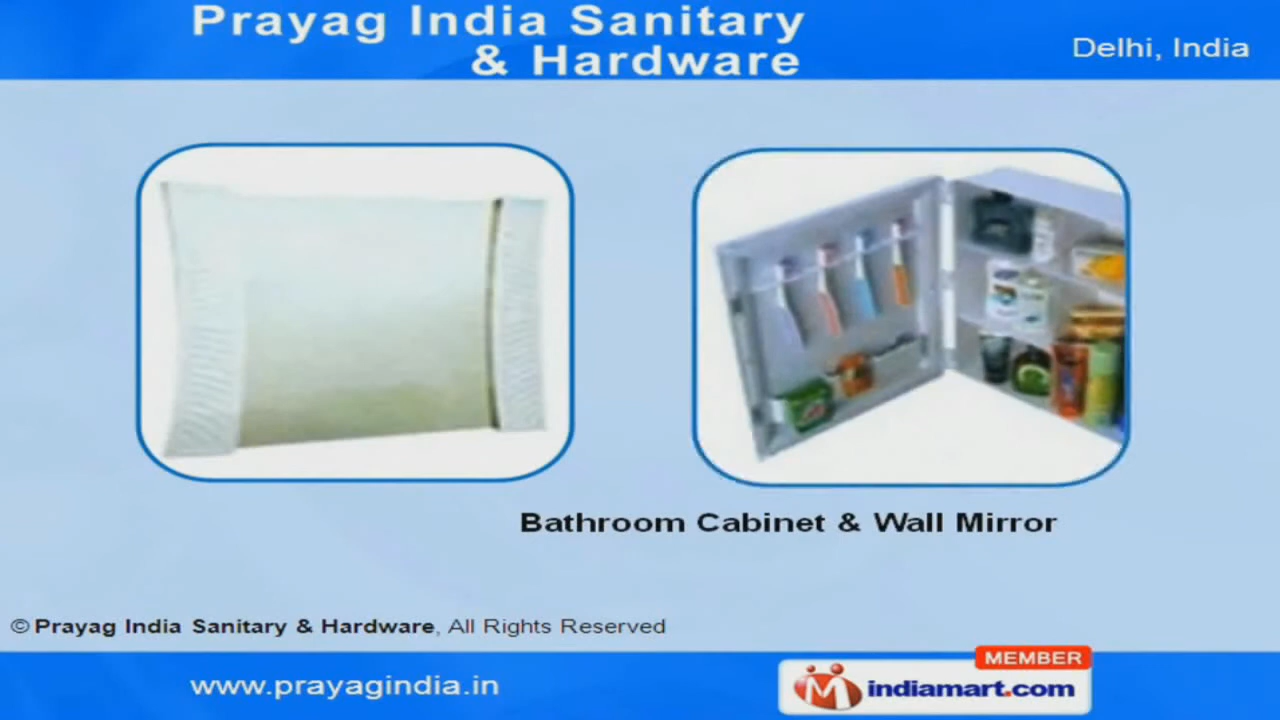 Prayag India Sanitary
& Hardware
Delhi, India
Bathroom Cabinet & Wall Mirror
© Prayag India Sanitary & Hardware, All Rights Reserved
www.prayagindia.in
MEMBER
indiamart.com